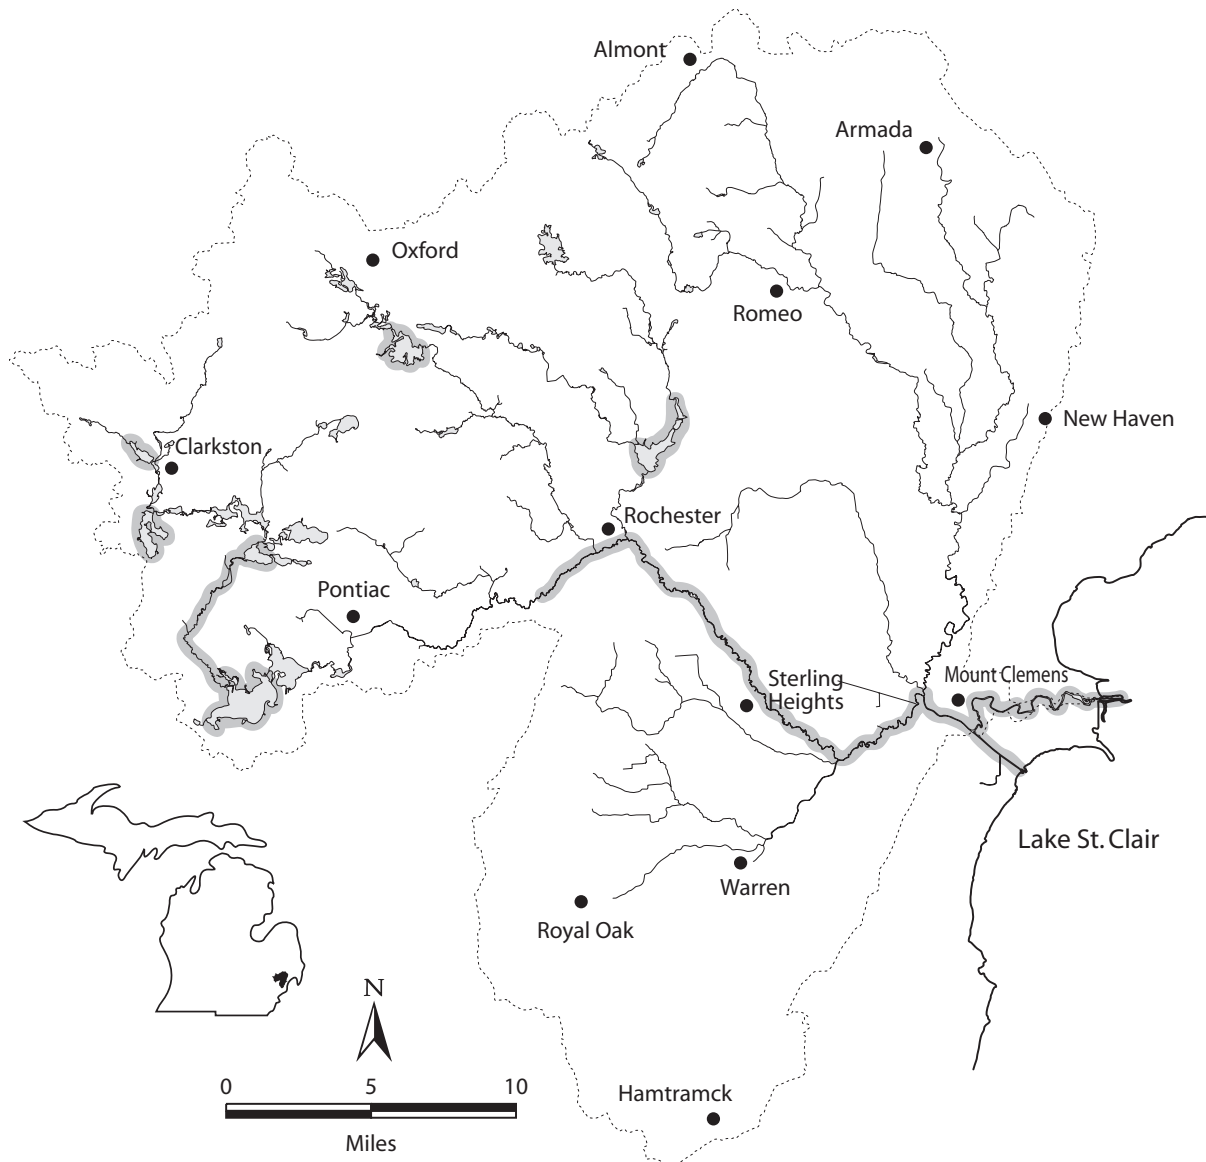 Almont
Armada
Oxford
Romeo
New Haven
Clarkston
Rochester
Pontiac
Mount Clemens
Sterling
Heights
Lake St. Clair
Warren
Royal Oak
N
0 5 10
Miles
Hamtramck